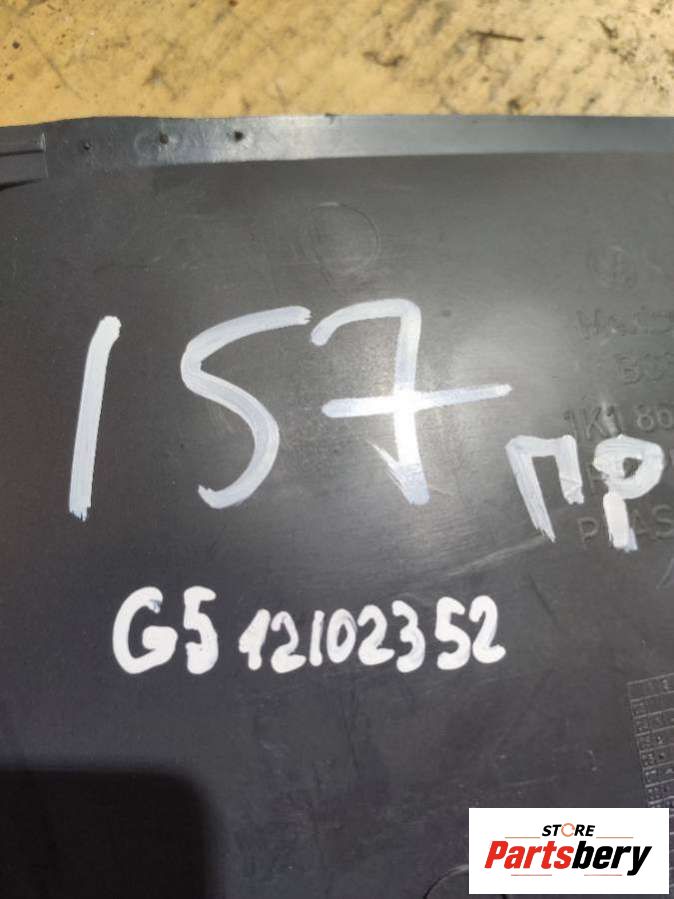 157
1K1 86
пр
G5 12102352
STORE
Partsbery